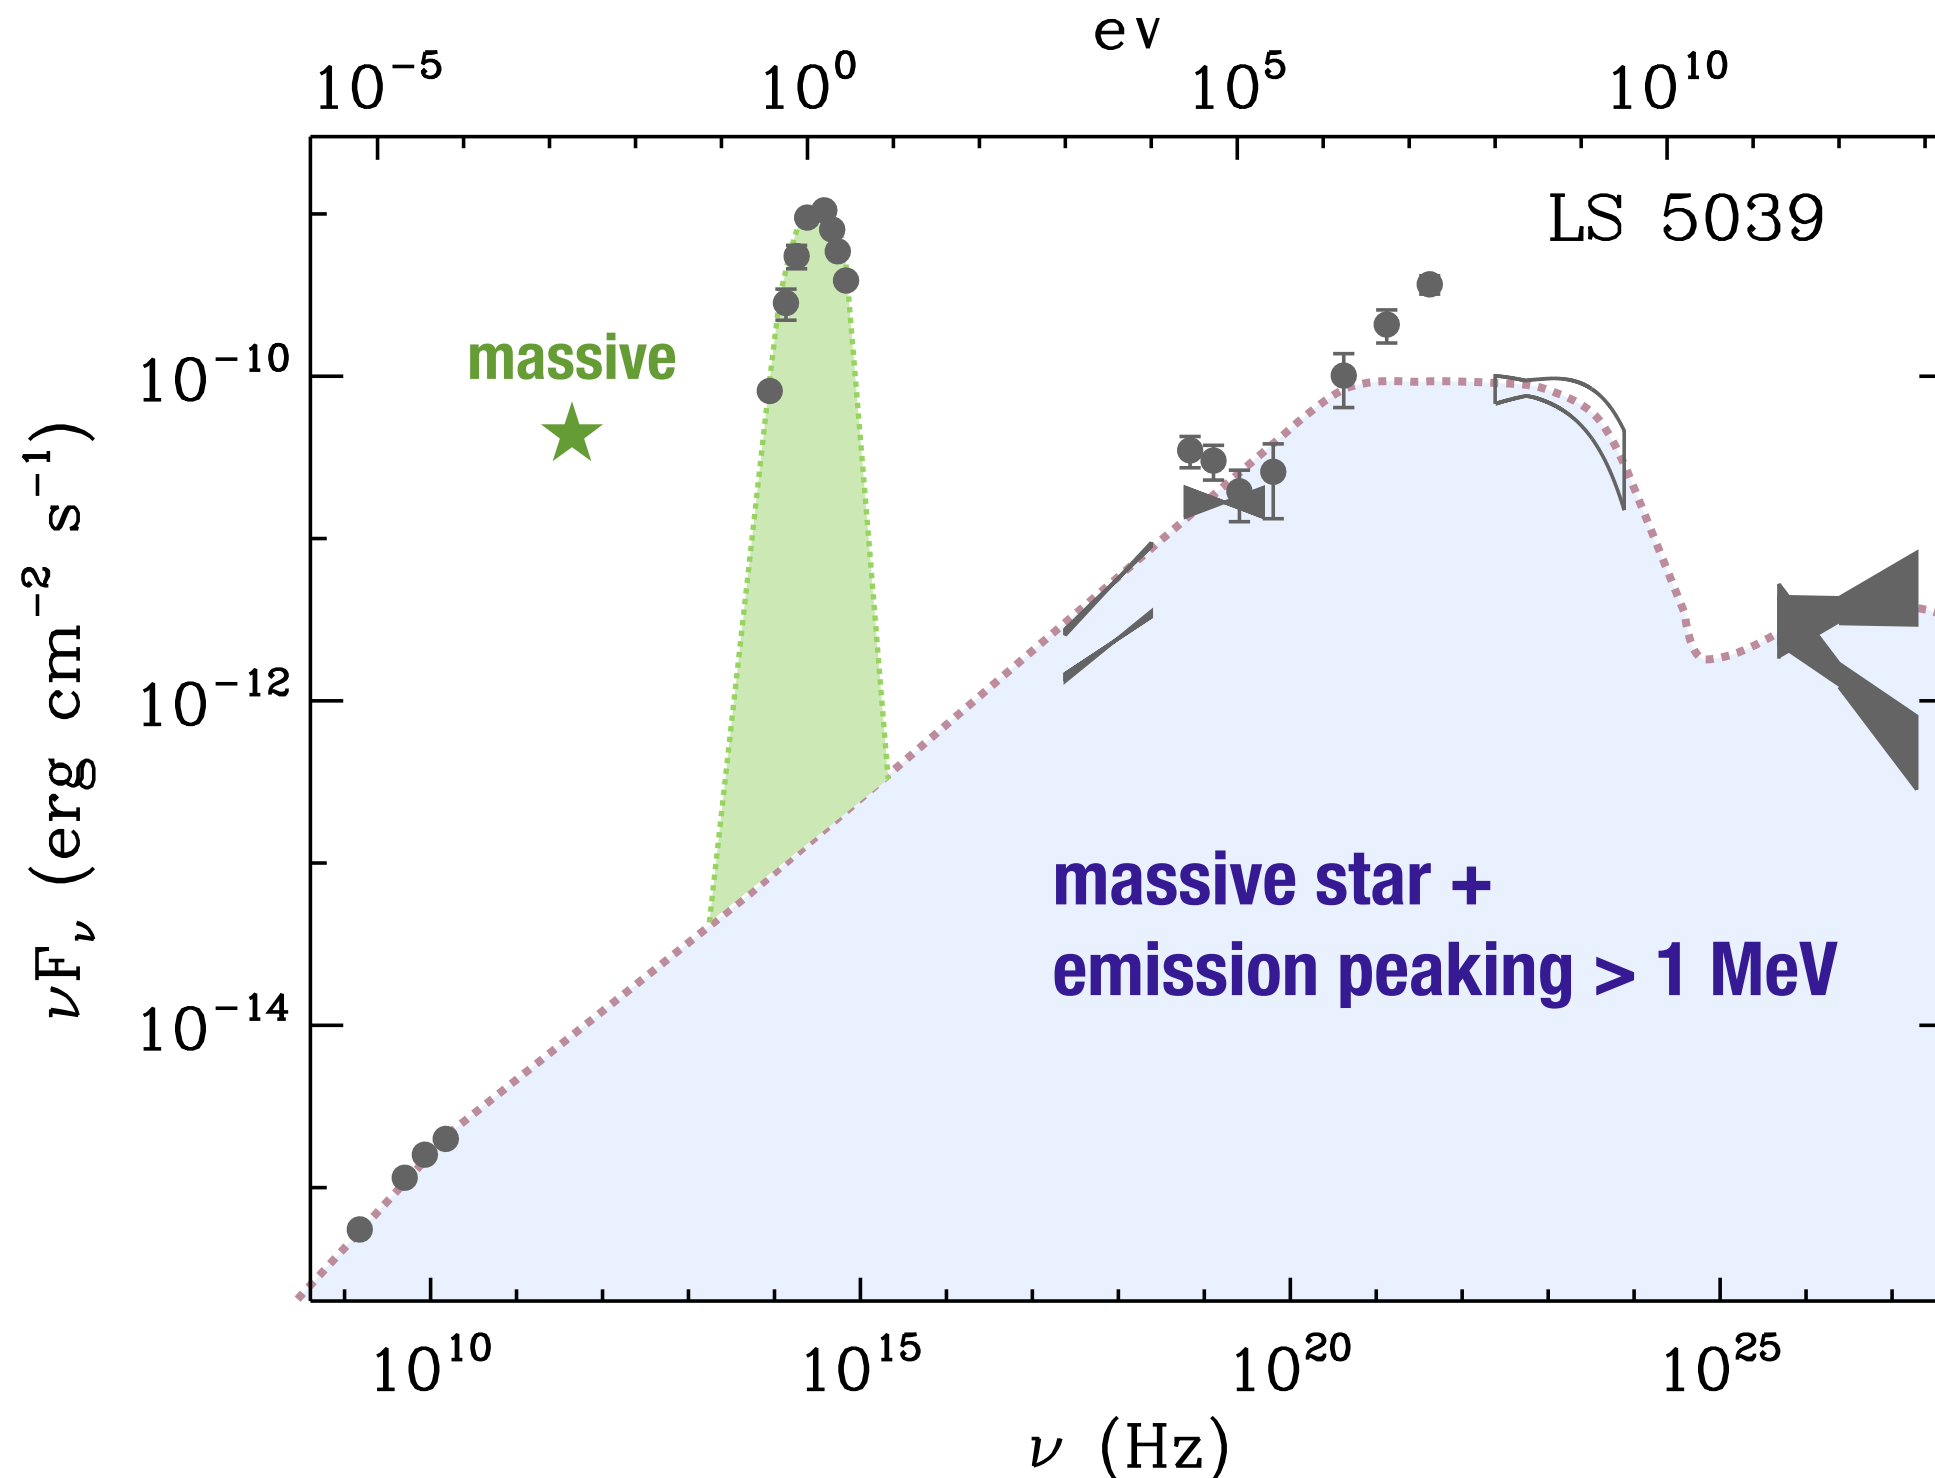 eV
10⁻⁵ 10⁰ 10⁵ 10¹⁰
LS 5039
massive
10⁻¹⁰
10⁻¹²
10⁻¹⁴
νFν (erg cm⁻² s⁻¹)
massive star +
emission peaking > 1 MeV
10¹⁰ 10¹⁵ 10²⁰ 10²⁵
ν (Hz)